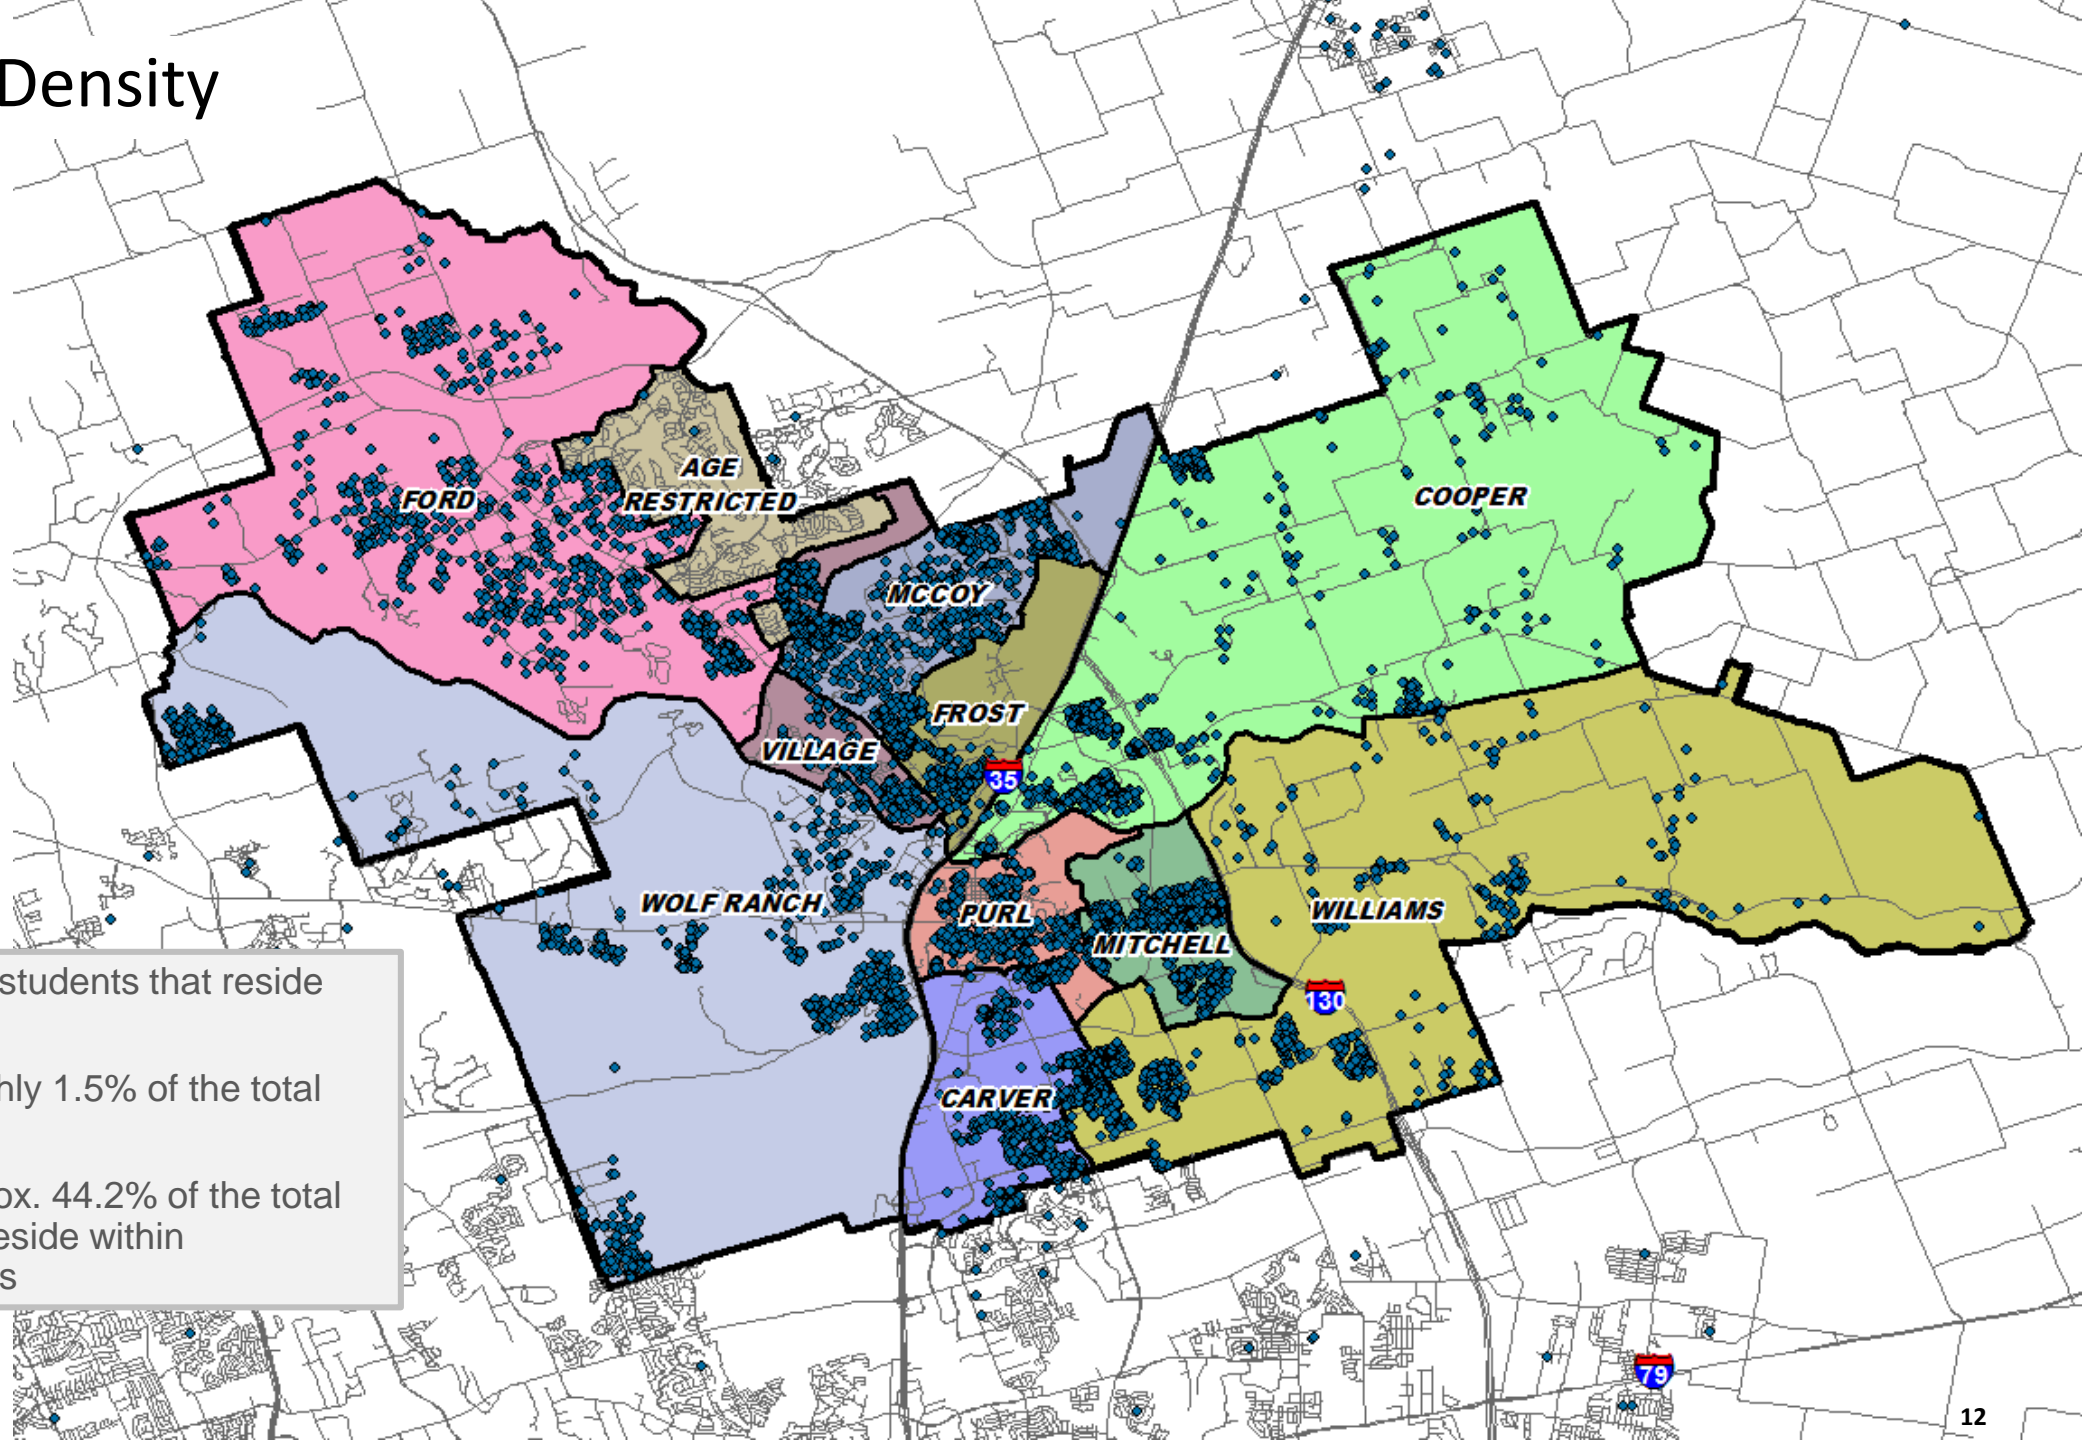 Density
AGE
RESTRICTED
FORD
COOPER
MCCOY
FROST
VILLAGE
35
WOLF RANCH
PURL
WILLIAMS
MITCHELL
130
CARVER
students that reside
hly 1.5% of the total
ox. 44.2% of the total
eside within
s
79
12